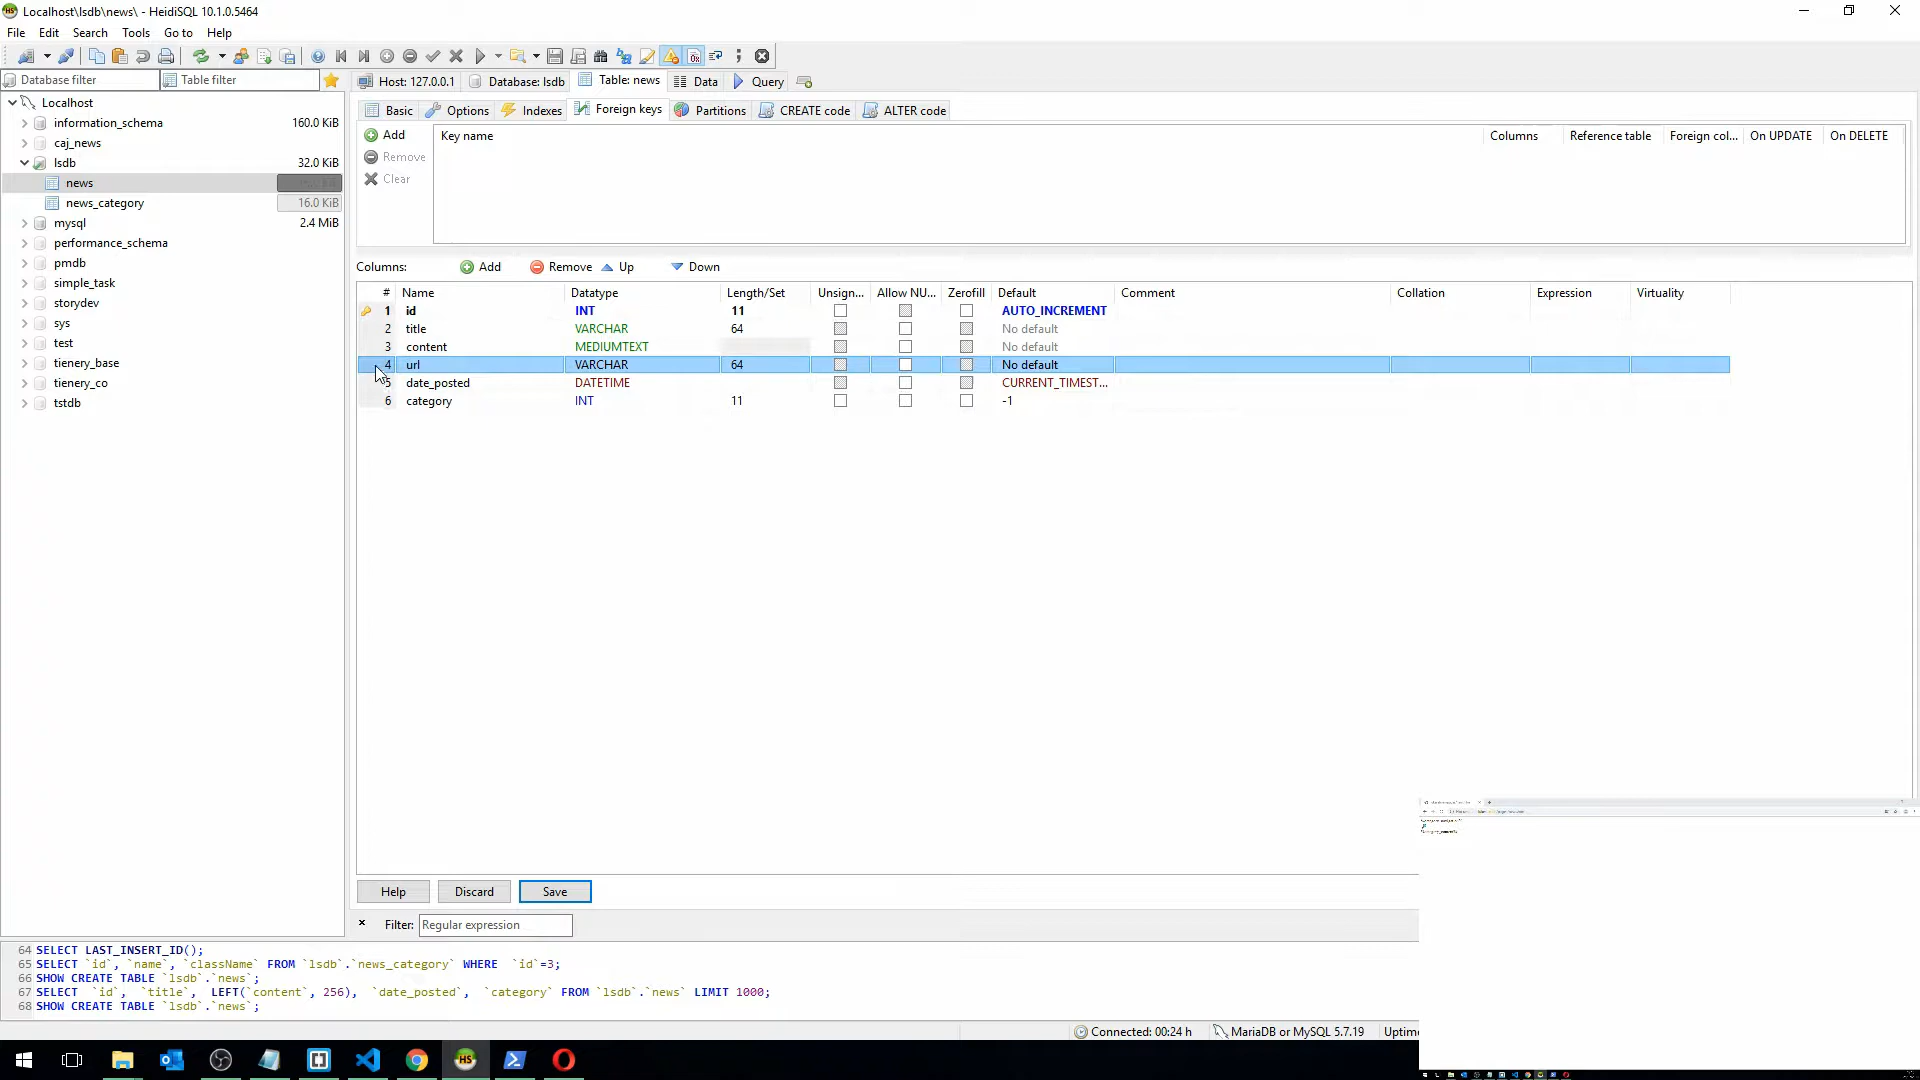 Localhost\lsdb\news\ - HeidiSQL 10.1.0.5464
File Edit Search Tools Go to Help
Database filter Table filter Host: 127.0.0.1 Database: lsdb Table: news Data Query
Basic Options Indexes Foreign keys Partitions CREATE code ALTER code
Localhost
information_schema 160.0 KiB
caj_news
lsdb 32.0 KiB
news
news_category 16.0 KiB
mysql 2.4 MiB
performance_schema
pmdb
simple_task
storydev
sys
test
tienery_base
tienery_co
tstdb
Add Key name Columns Reference table Foreign col... On UPDATE On DELETE
Remove
Clear
Columns: Add Remove Up Down
# Name Datatype Length/Set Unsign... Allow NU... Zerofill Default Comment Collation Expression Virtuality
1 id INT 11 AUTO_INCREMENT
2 title VARCHAR 64 No default
3 content MEDIUMTEXT No default
4 url VARCHAR 64 No default
5 date_posted DATETIME CURRENT_TIMEST...
6 category INT 11 -1
Help Discard Save
× Filter: Regular expression
64 SELECT LAST_INSERT_ID();
65 SELECT `id`, `name`, `className` FROM `lsdb`.`news_category` WHERE  `id`=3;
66 SHOW CREATE TABLE `lsdb`.`news`;
67 SELECT  `id`,  `title`,  LEFT(`content`, 256),  `date_posted`,  `category` FROM `lsdb`.`news` LIMIT 1000;
68 SHOW CREATE TABLE `lsdb`.`news`;
Connected: 00:24 h MariaDB or MySQL 5.7.19 Uptime